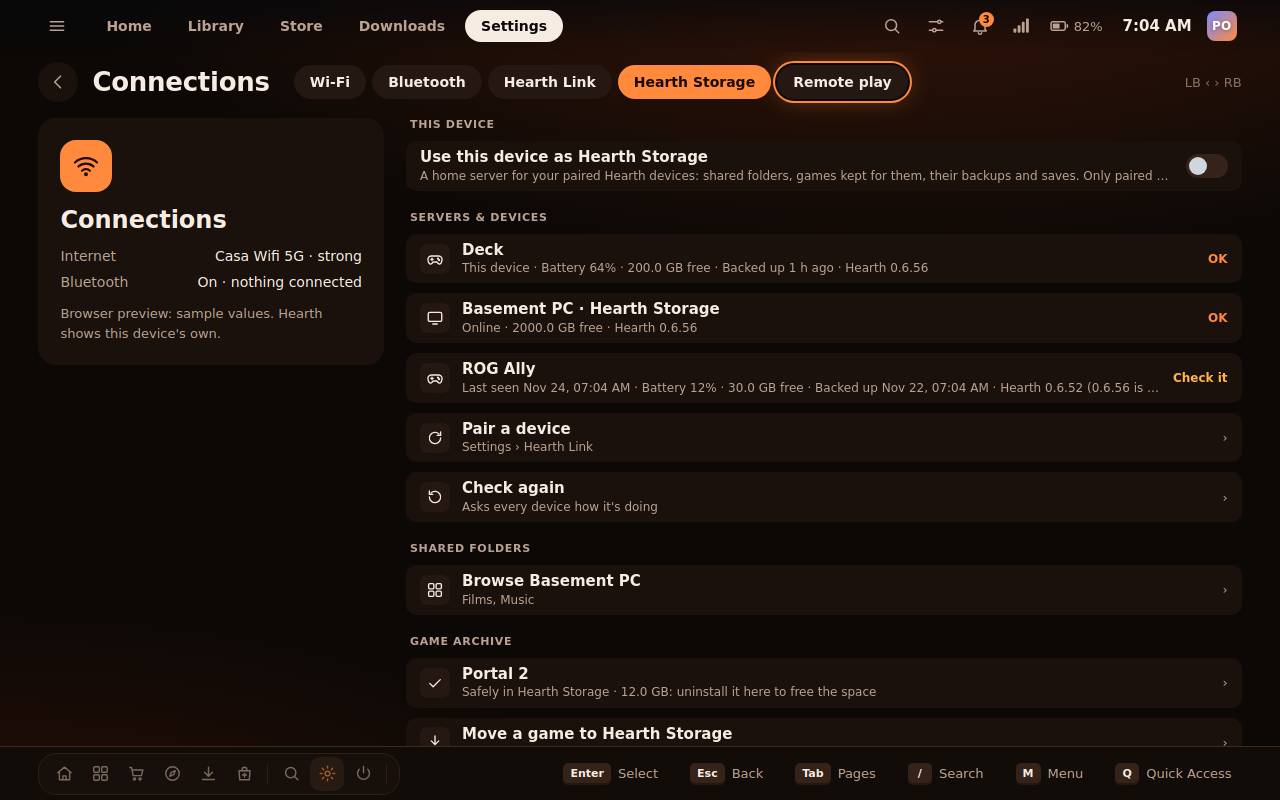 Home
Library
Store
Downloads
Settings
3
82%
7:04 AM
PO
Connections
Wi-Fi
Bluetooth
Hearth Link
Hearth Storage
Remote play
LB ‹ › RB
Connections
Internet
Casa Wifi 5G · strong
Bluetooth
On · nothing connected
Browser preview: sample values. Hearth
shows this device's own.
THIS DEVICE
Use this device as Hearth Storage
A home server for your paired Hearth devices: shared folders, games kept for them, their backups and saves. Only paired ...
SERVERS & DEVICES
Deck
This device · Battery 64% · 200.0 GB free · Backed up 1 h ago · Hearth 0.6.56
OK
Basement PC · Hearth Storage
Online · 2000.0 GB free · Hearth 0.6.56
OK
ROG Ally
Last seen Nov 24, 07:04 AM · Battery 12% · 30.0 GB free · Backed up Nov 22, 07:04 AM · Hearth 0.6.52 (0.6.56 is ...
Check it
Pair a device
Settings › Hearth Link
›
Check again
Asks every device how it's doing
›
SHARED FOLDERS
Browse Basement PC
Films, Music
›
GAME ARCHIVE
Portal 2
Safely in Hearth Storage · 12.0 GB: uninstall it here to free the space
›
Move a game to Hearth Storage
›
Enter Select
Esc Back
Tab Pages
/ Search
M Menu
Q Quick Access